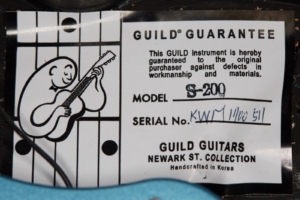 GUILD® GUARANTEE
This GUILD instrument is hereby
guaranteed to the original
purchaser against defects in
workmanship and materials.
MODEL S-200
SERIAL No. KWM
GUILD GUITARS
NEWARK ST. COLLECTION
Handcrafted in Korea